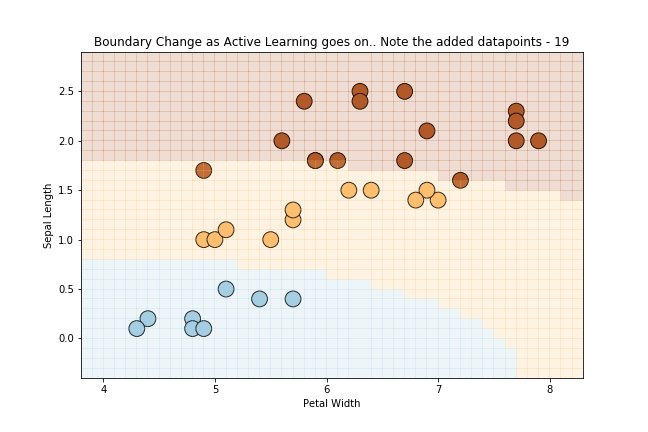 Boundary Change as Active Learning goes on.. Note the added datapoints - 19
Sepal Length
2.5
2.0
1.5
1.0
0.5
0.0
4 5 6 7 8
Petal Width